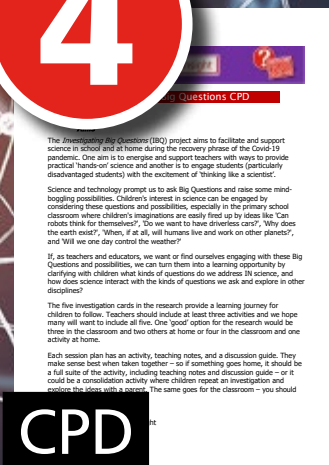 4
Big Questions CPD
The Investigating Big Questions (IBQ) project aims to facilitate and support
science in school and at home during the recovery phrase of the Covid-19
pandemic. One aim is to energise and support teachers with ways to provide
practical 'hands-on' science and another is to engage students (particularly
disadvantaged students) with the excitement of 'thinking like a scientist'.
Science and technology prompt us to ask Big Questions and raise some mind-
boggling possibilities. Children's interest in science can be engaged by
considering these questions and possibilities, especially in the primary school
classroom where children's imaginations are easily fired up by ideas like 'Can
robots think for themselves?', 'Do we want to have driverless cars?', 'Why does
the earth exist?', 'When, if at all, will humans live and work on other planets?',
and 'Will we one day control the weather?'
If, as teachers and educators, we want or find ourselves engaging with these Big
Questions and possibilities, we can turn them into a learning opportunity by
clarifying with children what kinds of questions do we address IN science, and
how does science interact with the kinds of questions we ask and explore in other
disciplines?
The five investigation cards in the research provide a learning journey for
children to follow. Teachers should include at least three activities and we hope
many will want to include all five. One 'good' option for the research would be
three in the classroom and two others at home or four in the classroom and one
activity at home.
Each session plan has an activity, teaching notes, and a discussion guide. They
make sense best when taken together – so if something goes home, it should be
a full suite of the activity, including teaching notes and discussion guide – or it
could be a consolidation activity where children repeat an investigation and
explore the ideas with a parent. The same goes for the classroom – you should
CPD